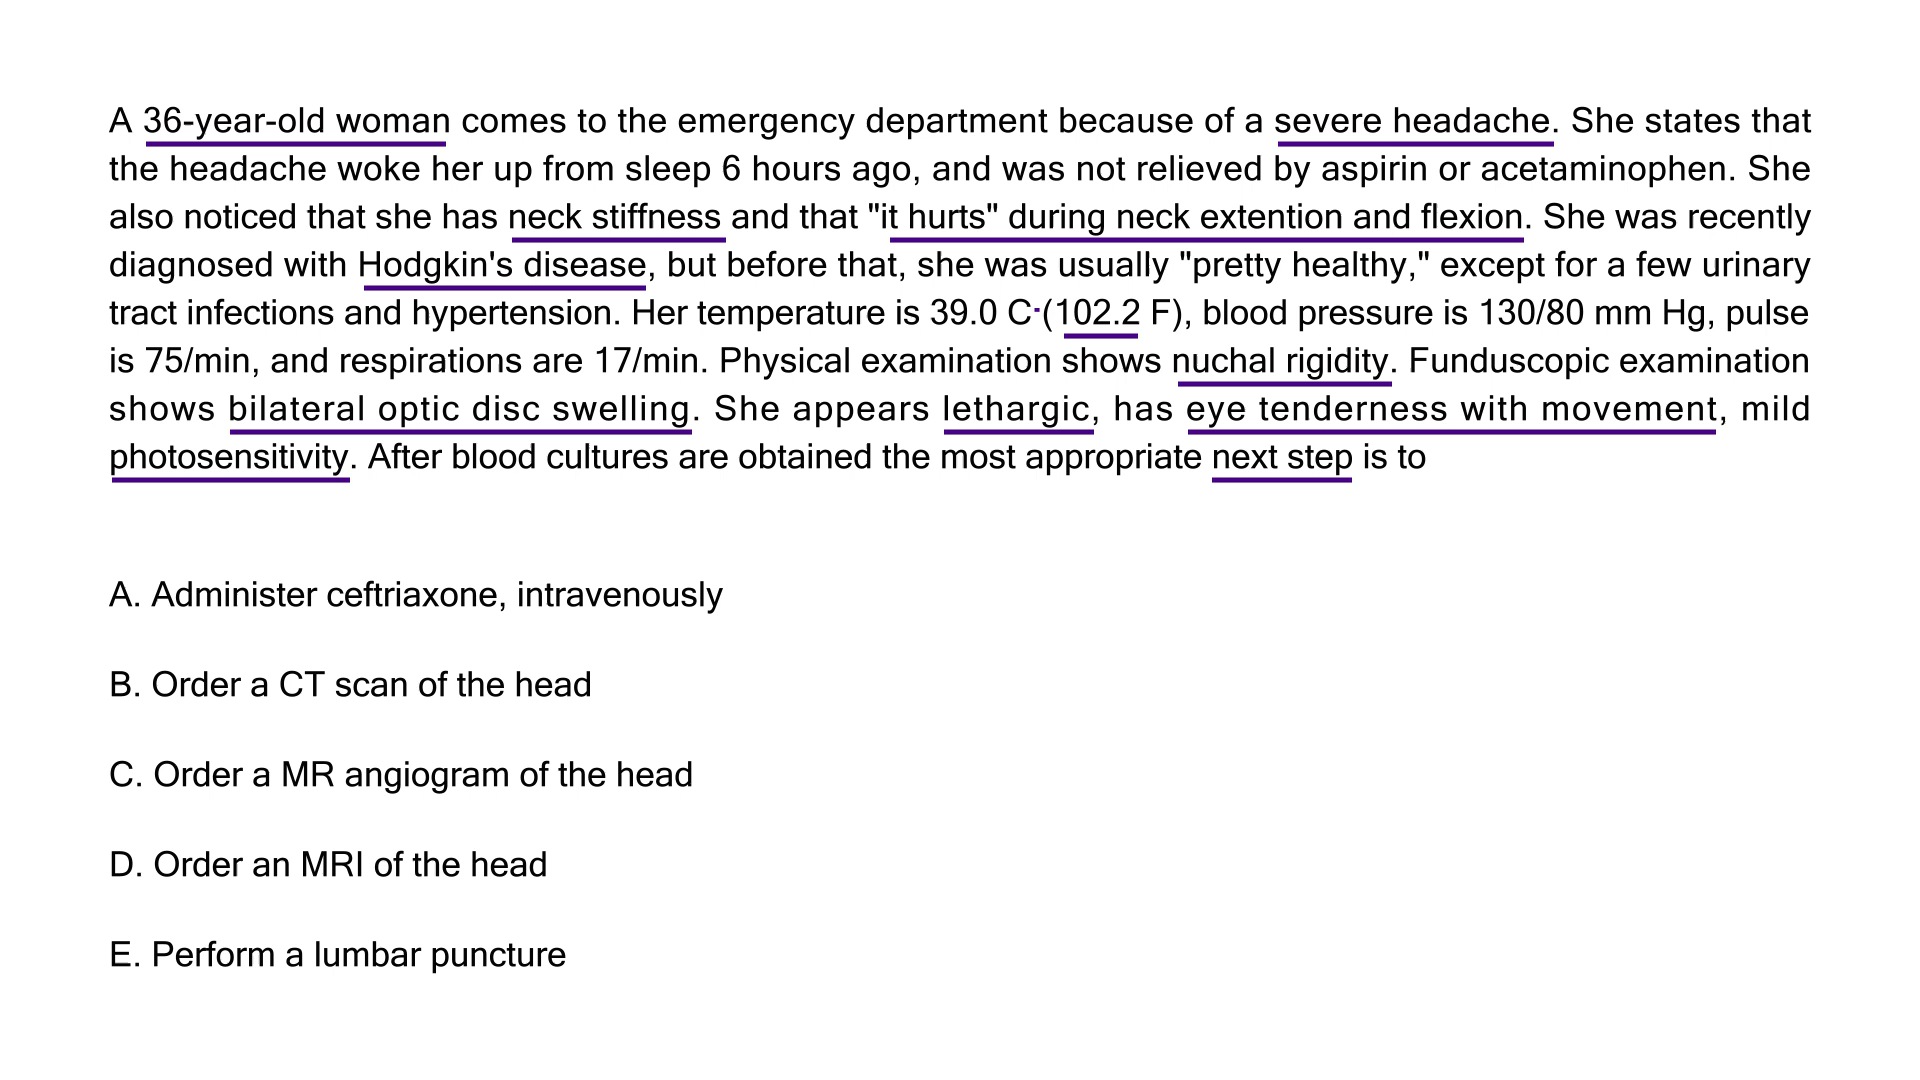 A 36-year-old woman comes to the emergency department because of a severe headache. She states that
the headache woke her up from sleep 6 hours ago, and was not relieved by aspirin or acetaminophen. She
also noticed that she has neck stiffness and that "it hurts" during neck extention and flexion. She was recently
diagnosed with Hodgkin's disease, but before that, she was usually "pretty healthy," except for a few urinary
tract infections and hypertension. Her temperature is 39.0 C (102.2 F), blood pressure is 130/80 mm Hg, pulse
is 75/min, and respirations are 17/min. Physical examination shows nuchal rigidity. Funduscopic examination
shows bilateral optic disc swelling. She appears lethargic, has eye tenderness with movement, mild
photosensitivity. After blood cultures are obtained the most appropriate next step is to
A. Administer ceftriaxone, intravenously
B. Order a CT scan of the head
C. Order a MR angiogram of the head
D. Order an MRI of the head
E. Perform a lumbar puncture